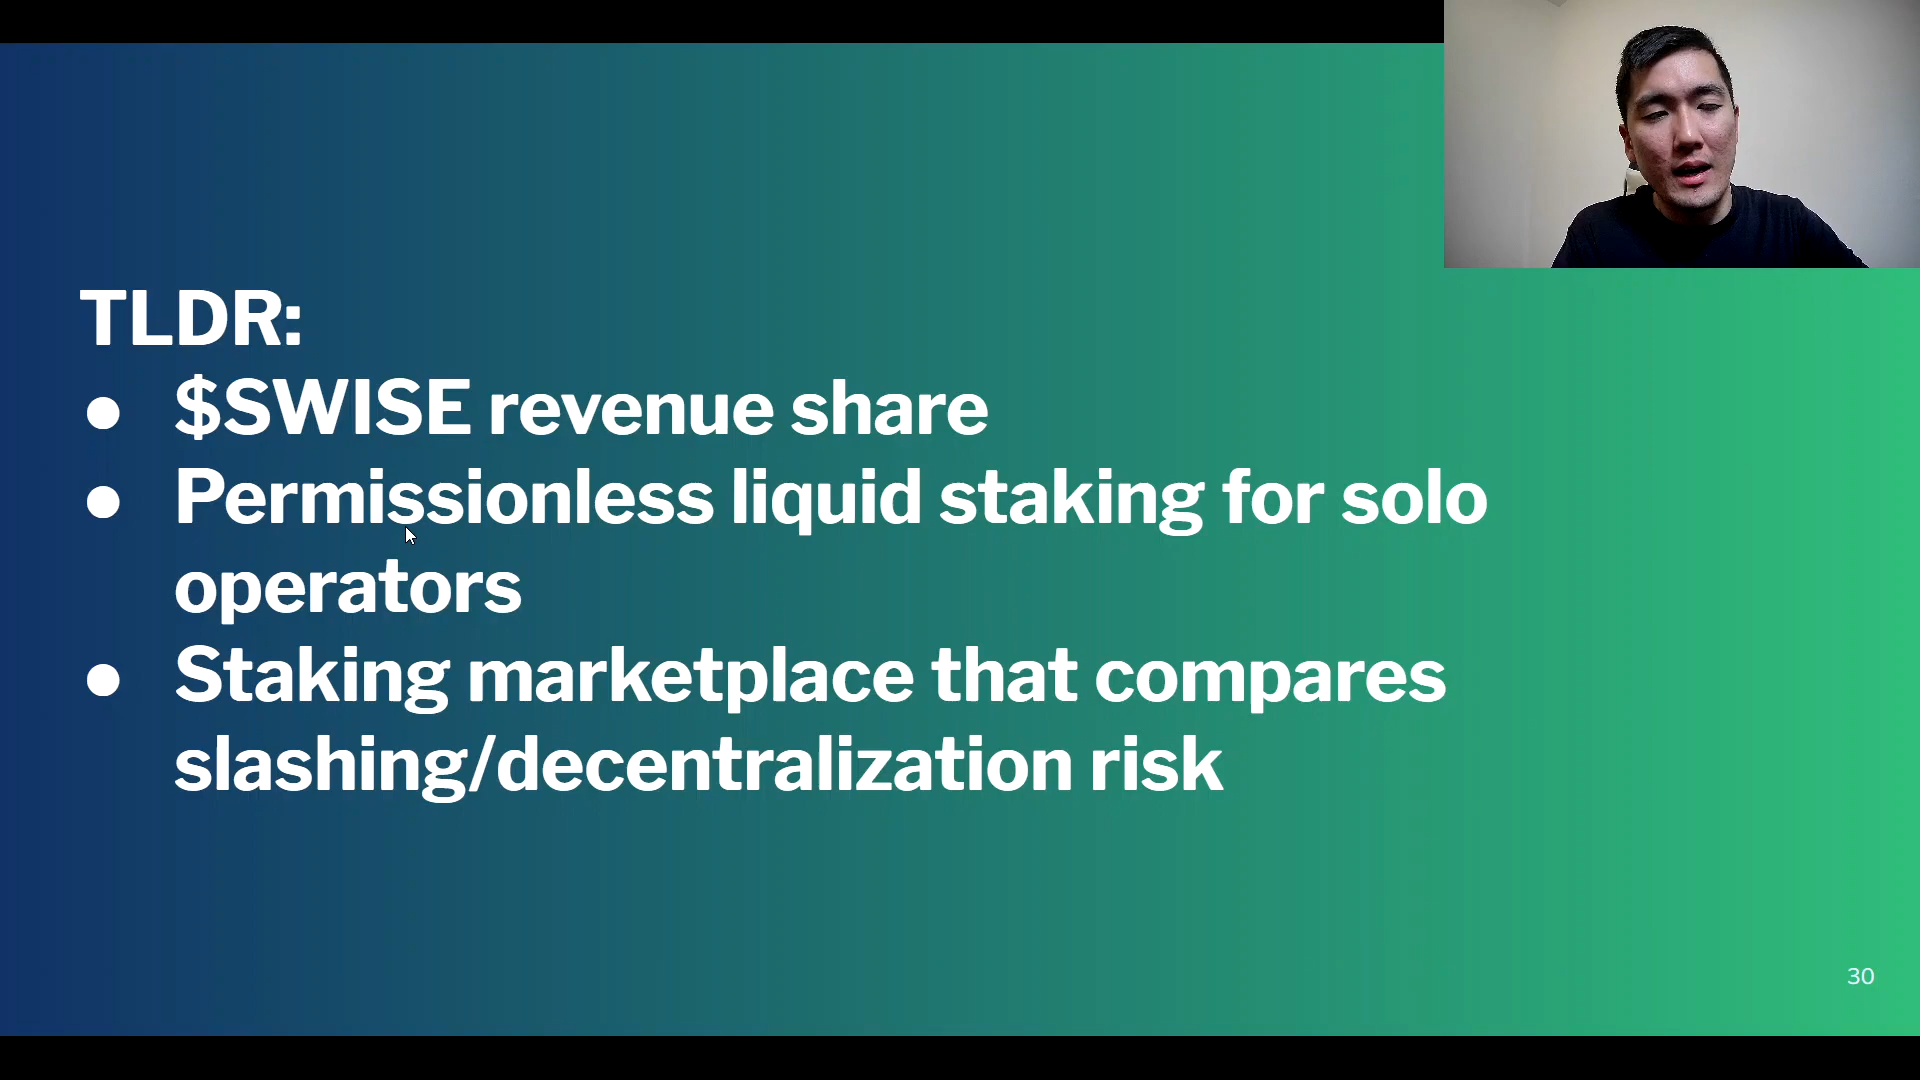 TLDR:
● $SWISE revenue share
● Permissionless liquid staking for solo
operators
● Staking marketplace that compares
slashing/decentralization risk
30